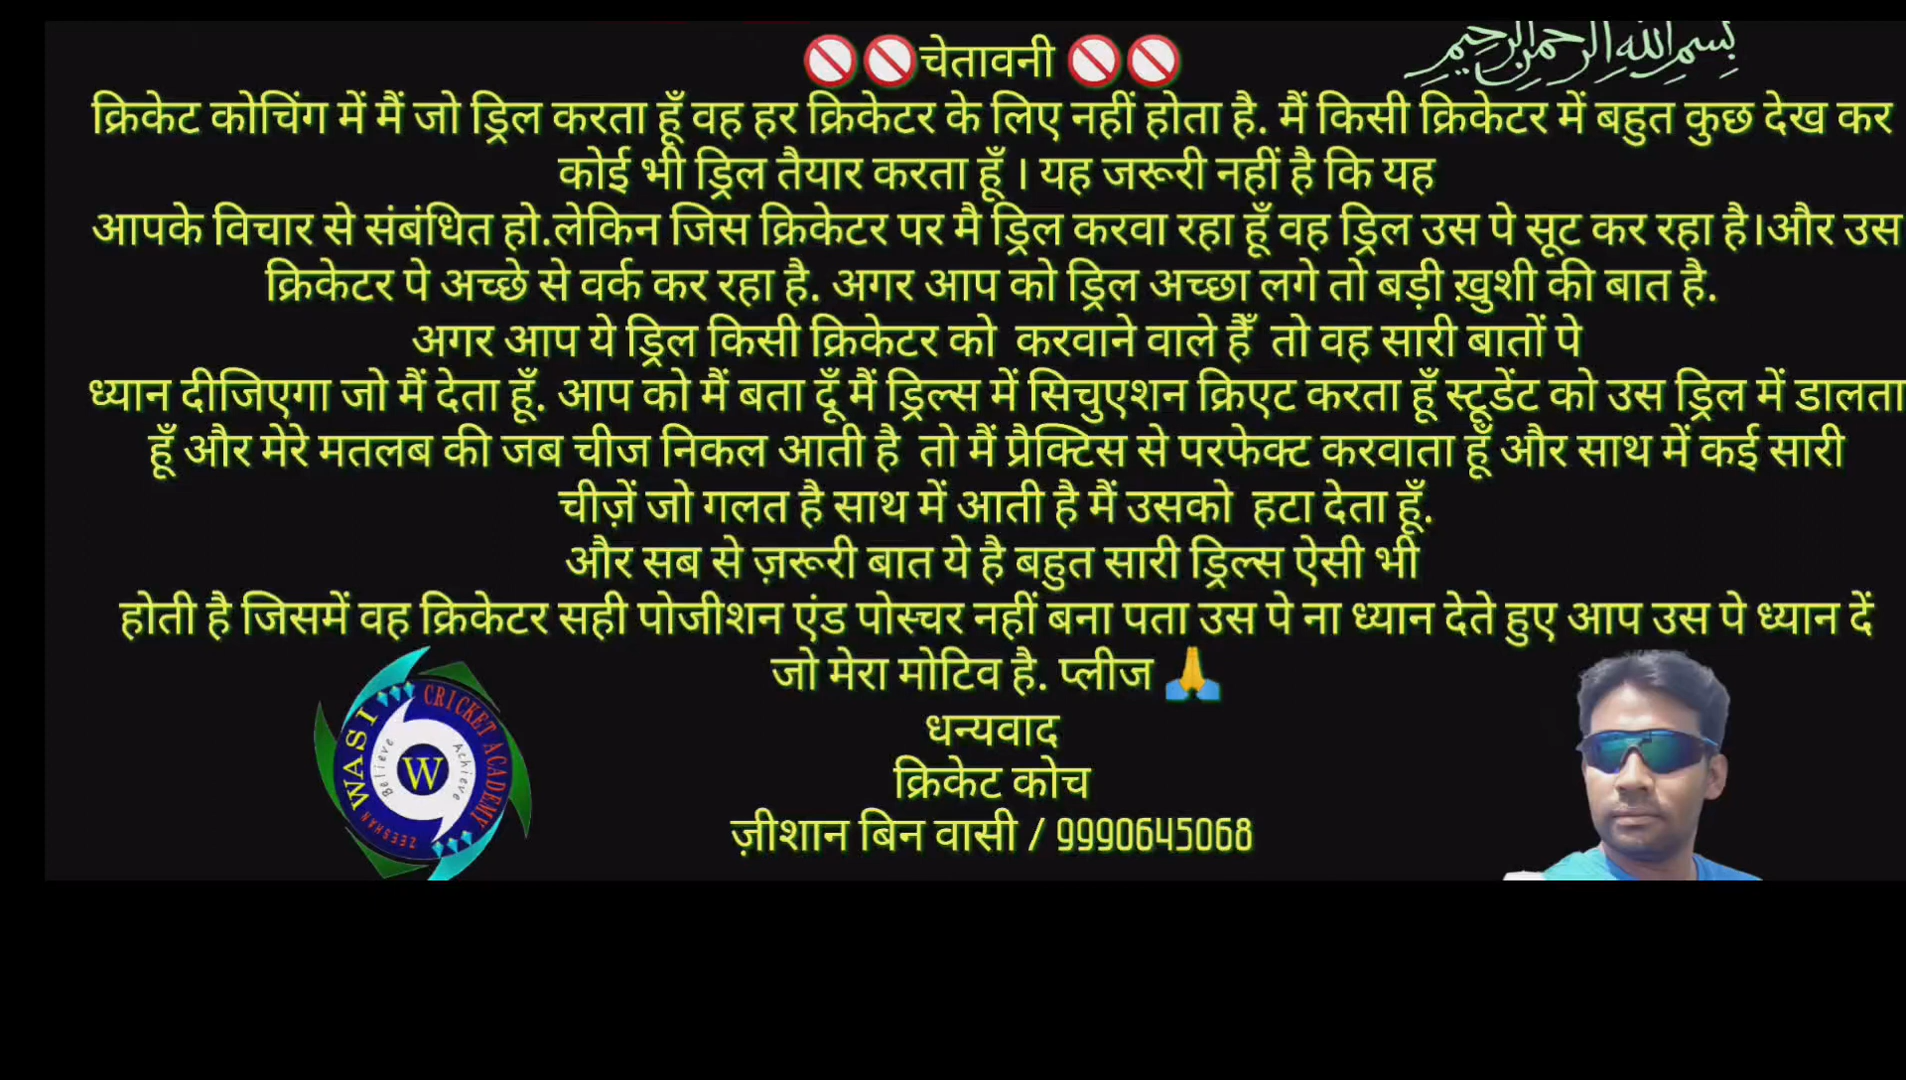 🚫🚫चेतावनी 🚫🚫
بِسمِ اللهِ الرحمنِ الرحيمِ
क्रिकेट कोचिंग में मैं जो ड्रिल करता हूँ वह हर क्रिकेटर के लिए नहीं होता है. मैं किसी क्रिकेटर में बहुत कुछ देख कर
कोई भी ड्रिल तैयार करता हूँ । यह जरूरी नहीं है कि यह
आपके विचार से संबंधित हो.लेकिन जिस क्रिकेटर पर मै ड्रिल करवा रहा हूँ वह ड्रिल उस पे सूट कर रहा है।और उस
क्रिकेटर पे अच्छे से वर्क कर रहा है. अगर आप को ड्रिल अच्छा लगे तो बड़ी ख़ुशी की बात है.
अगर आप ये ड्रिल किसी क्रिकेटर को  करवाने वाले हैँ  तो वह सारी बातों पे
ध्यान दीजिएगा जो मैं देता हूँ. आप को मैं बता दूँ मैं ड्रिल्स में सिचुएशन क्रिएट करता हूँ स्टूडेंट को उस ड्रिल में डालता
हूँ और मेरे मतलब की जब चीज निकल आती है  तो मैं प्रैक्टिस से परफेक्ट करवाता हूँ और साथ में कई सारी
चीज़ें जो गलत है साथ में आती है मैं उसको  हटा देता हूँ.
और सब से ज़रूरी बात ये है बहुत सारी ड्रिल्स ऐसी भी
होती है जिसमें वह क्रिकेटर सही पोजीशन एंड पोस्चर नहीं बना पता उस पे ना ध्यान देते हुए आप उस पे ध्यान दें
जो मेरा मोटिव है. प्लीज 🙏
धन्यवाद
क्रिकेट कोच
ज़ीशान बिन वासी / 9990645068
WASI CRICKET ACADEMY
Believe W Achieve
ZEESHAN